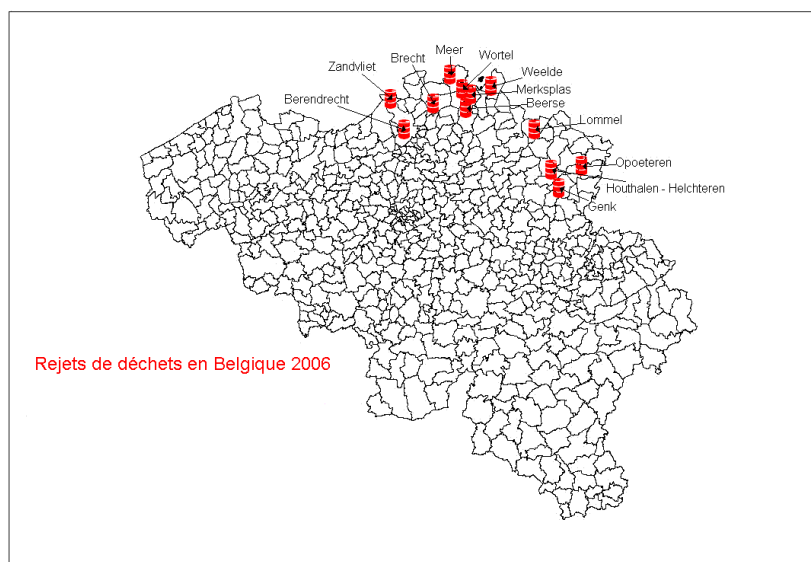 Meer
Brecht
Wortel
Zandvliet
Weelde
Merksplas
Berendrecht
Beerse
Lommel
Opoeteren
Houthalen - Helchteren
Genk
Rejets de déchets en Belgique 2006